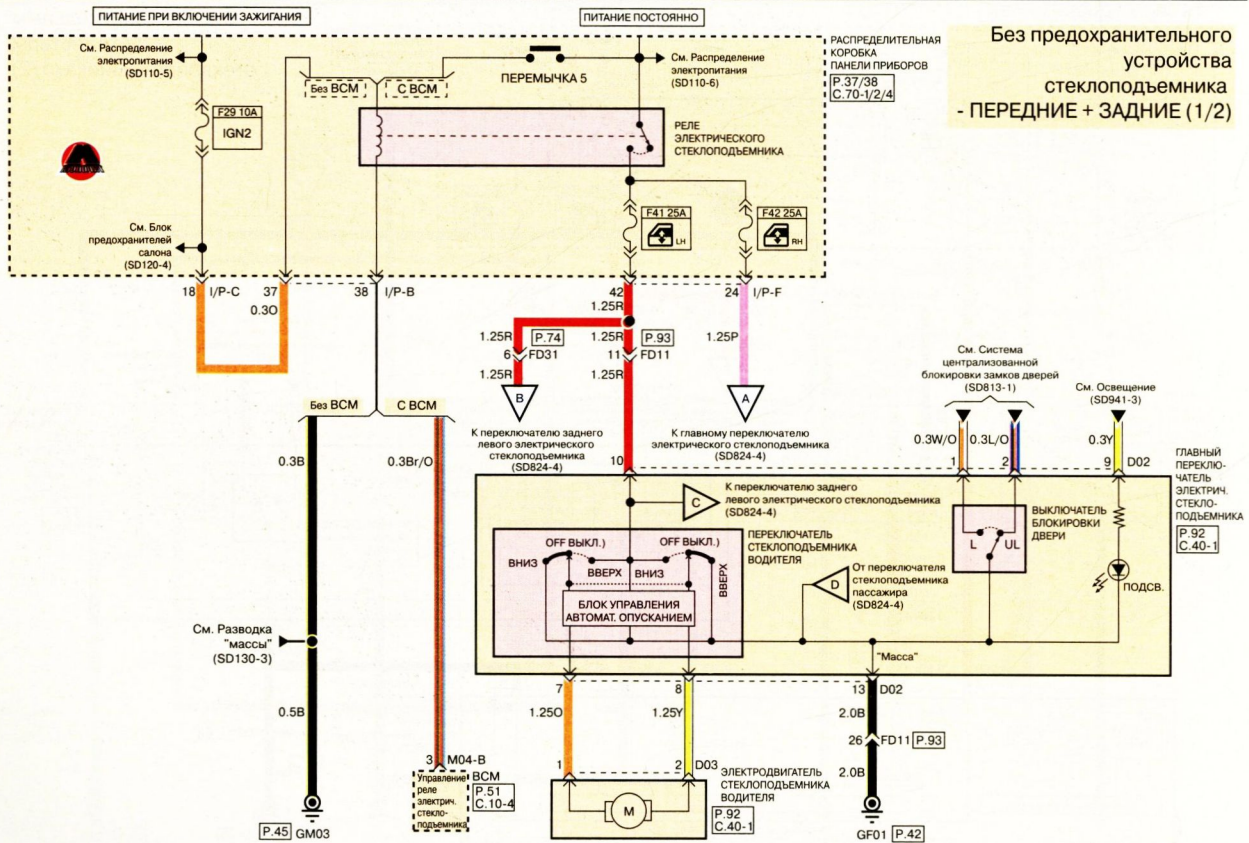 ПИТАНИЕ ПРИ ВКЛЮЧЕНИИ ЗАЖИГАНИЯ
ПИТАНИЕ ПОСТОЯННО
Без предохранительного
устройства
стеклоподъемника
- ПЕРЕДНИЕ + ЗАДНИЕ (1/2)
См. Распределение
электропитания
(SD110-5)
Без BCM
С BCM
ПЕРЕМЫЧКА 5
См. Распределение
электропитания
(SD110-6)
РАСПРЕДЕЛИТЕЛЬНАЯ
КОРОБКА
ПАНЕЛИ ПРИБОРОВ
P.37/38
C.70-1/2/4
F29 10A
IGN2
РЕЛЕ
ЭЛЕКТРИЧЕСКОГО
СТЕКЛОПОДЪЕМНИКА
F41 25A
LH
F42 25A
RH
См. Блок
предохранителей
салона
(SD120-4)
18 I/P-C
37
38 I/P-B
42
24 I/P-F
0.3O
1.25R
1.25R
P.74
1.25R
P.93
1.25P
6 FD31
11 FD11
1.25R
1.25R
B
A
К переключателю заднего
левого электрического
стеклоподъемника
(SD824-4)
К главному переключателю
электрического стеклоподъемника
(SD824-4)
См. Система
централизованной
блокировки замков дверей
(SD813-1)
См. Освещение
(SD941-3)
Без BCM
С BCM
0.3B
0.3Br/O
0.3W/O
0.3L/O
0.3Y
10
1
2
9 D02
ГЛАВНЫЙ
ПЕРЕКЛЮ-
ЧАТЕЛЬ
ЭЛЕКТРИЧ.
СТЕКЛО-
ПОДЪЕМНИКА
P.92
C.40-1
C
К переключателю заднего
левого электрического стеклоподъемника
(SD824-4)
ПЕРЕКЛЮЧАТЕЛЬ
СТЕКЛОПОДЪЕМНИКА
ВОДИТЕЛЯ
OFF ВЫКЛ.)
OFF ВЫКЛ.)
ВНИЗ
ВВЕРХ
ВНИЗ
ВВЕРХ
БЛОК УПРАВЛЕНИЯ
АВТОМАТ. ОПУСКАНИЕМ
D
От переключателя
стеклоподъемника
пассажира
(SD824-4)
L
UL
ВЫКЛЮЧАТЕЛЬ
БЛОКИРОВКИ
ДВЕРИ
ПОДСВ.
"Масса"
См. Разводка
"массы"
(SD130-3)
0.5B
7
8
13 D02
1.25O
1.25Y
2.0B
26 FD11 P.93
2.0B
3 M04-B
Управление
реле
электрич.
стекло-
подъемника
BCM
P.51
C.10-4
1
2 D03
M
ЭЛЕКТРОДВИГАТЕЛЬ
СТЕКЛОПОДЪЕМНИКА
ВОДИТЕЛЯ
P.92
C.40-1
P.45 GM03
GF01 P.42